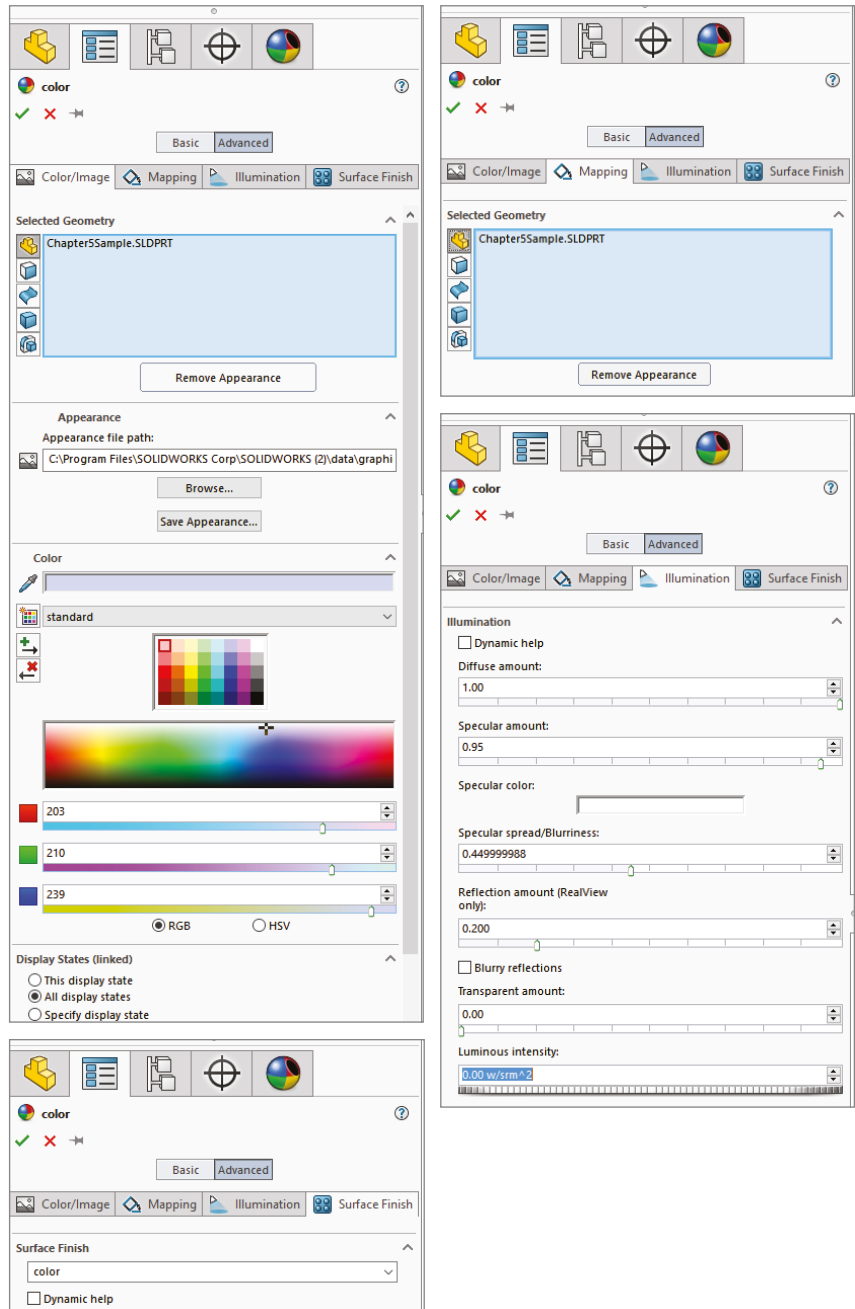 color
Basic Advanced
Color/Image Mapping Illumination Surface Finish
Selected Geometry
Chapter5Sample.SLDPRT
Remove Appearance
Appearance
Appearance file path:
C:\Program Files\SOLIDWORKS Corp\SOLIDWORKS (2)\data\graphi
Browse...
Save Appearance...
Color
standard
203
210
239
RGB HSV
Display States (linked)
This display state
All display states
Specify display state
color
Basic Advanced
Color/Image Mapping Illumination Surface Finish
Surface Finish
color
Dynamic help
color
Basic Advanced
Color/Image Mapping Illumination Surface Finish
Selected Geometry
Chapter5Sample.SLDPRT
Remove Appearance
color
Basic Advanced
Color/Image Mapping Illumination Surface Finish
Illumination
Dynamic help
Diffuse amount:
1.00
Specular amount:
0.95
Specular color:
Specular spread/Blurriness:
0.449999988
Reflection amount (RealView
only):
0.200
Blurry reflections
Transparent amount:
0.00
Luminous intensity:
0.00 w/srm^2